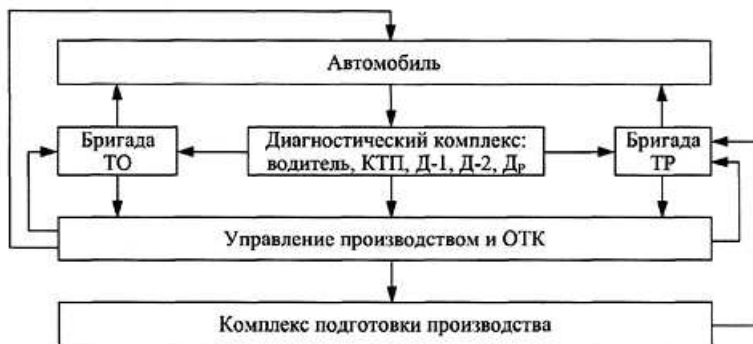 Автомобиль
Бригада
ТО
Диагностический комплекс:
водитель, КТП, Д-1, Д-2, Др
Бригада
ТР
Управление производством и ОТК
Комплекс подготовки производства